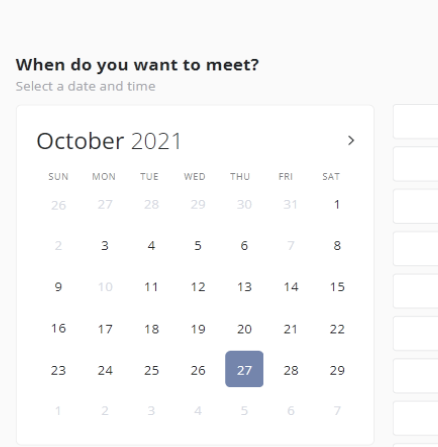 When do you want to meet?
Select a date and time
October 2021
SUN MON TUE WED THU FRI SAT
26 27 28 29 30 31 1
2 3 4 5 6 7 8
9 10 11 12 13 14 15
16 17 18 19 20 21 22
23 24 25 26 27 28 29
1 2 3 4 5 6 7